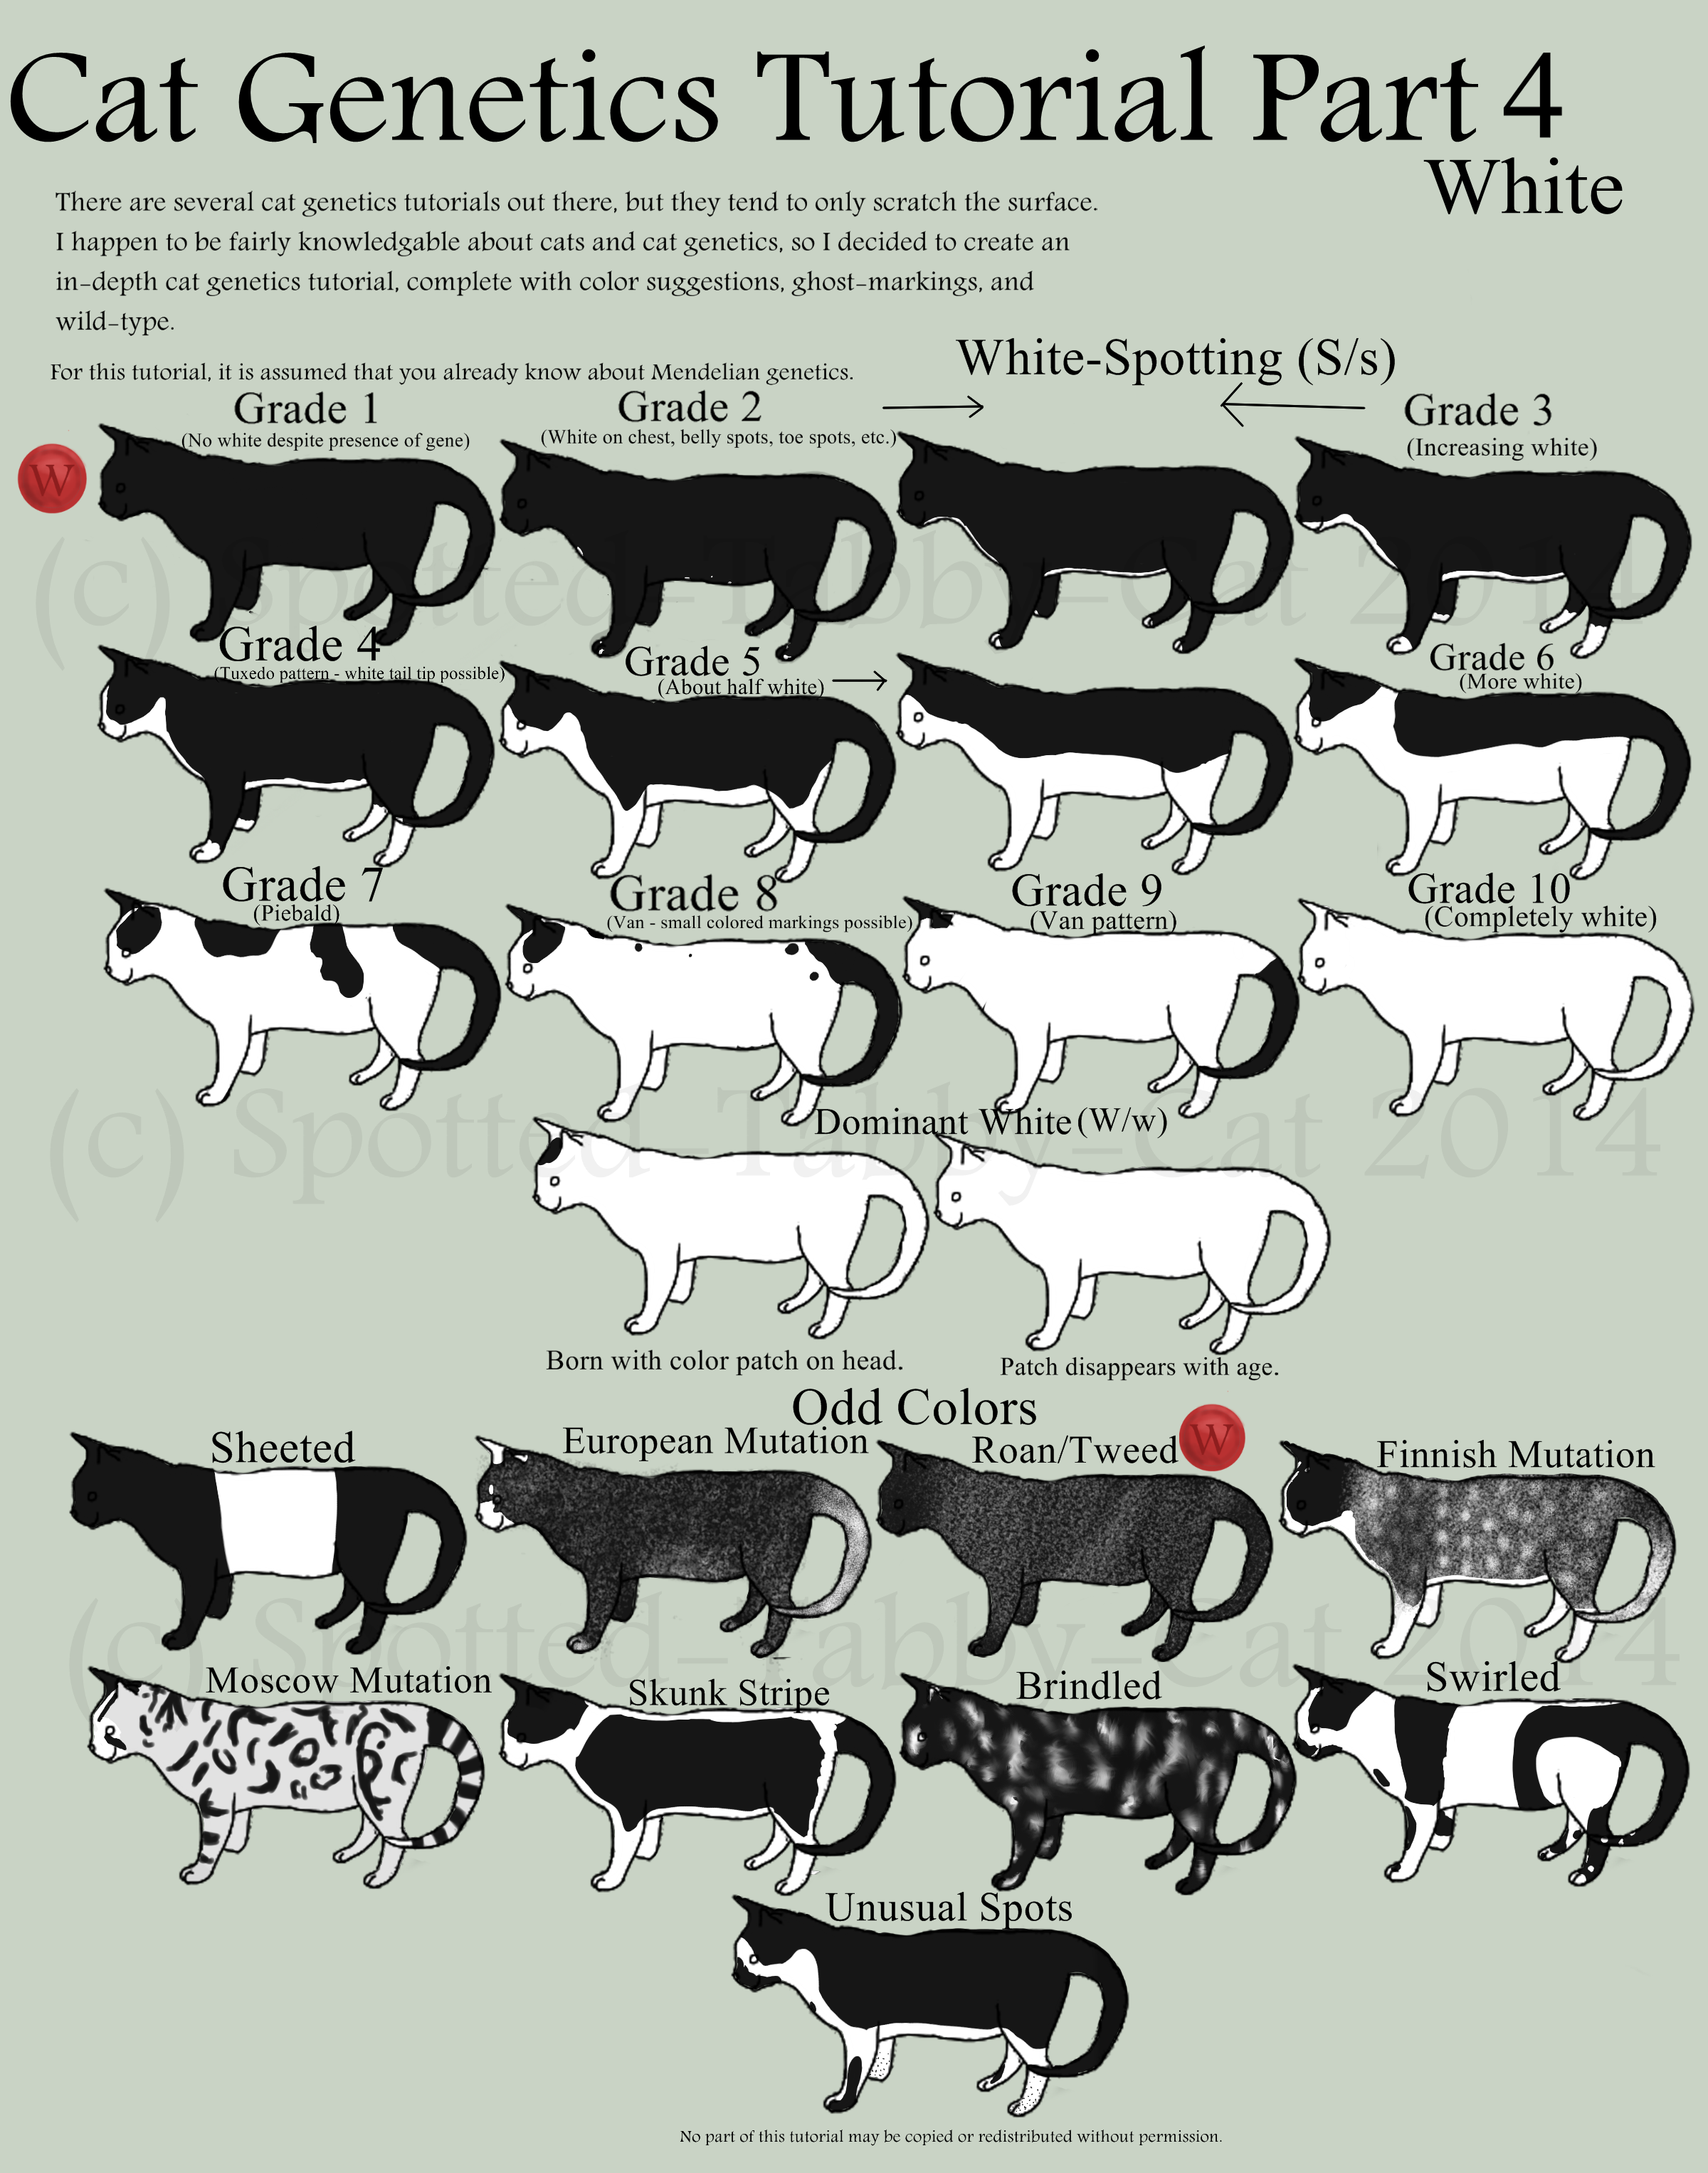 Cat Genetics Tutorial Part 4
White
There are several cat genetics tutorials out there, but they tend to only scratch the surface.
I happen to be fairly knowledgable about cats and cat genetics, so I decided to create an
in-depth cat genetics tutorial, complete with color suggestions, ghost-markings, and
wild-type.
For this tutorial, it is assumed that you already know about Mendelian genetics.
White-Spotting (S/s)
Grade 1
(No white despite presence of gene)
Grade 2
(White on chest, belly spots, toe spots, etc.)
Grade 3
(Increasing white)
W
(c) Spotted-Tabby-Cat 2014
Grade 4
(Tuxedo pattern - white tail tip possible)
Grade 5
(About half white)
Grade 6
(More white)
Grade 7
(Piebald)
Grade 8
(Van - small colored markings possible)
Grade 9
(Van pattern)
Grade 10
(Completely white)
Dominant White (W/w)
(c) Spotted-Tabby-Cat 2014
Born with color patch on head.
Patch disappears with age.
Odd Colors
Sheeted
European Mutation
Roan/Tweed
W
Finnish Mutation
(c) Spotted-Tabby-Cat 2014
Moscow Mutation
Skunk Stripe
Brindled
Swirled
Unusual Spots
No part of this tutorial may be copied or redistributed without permission.